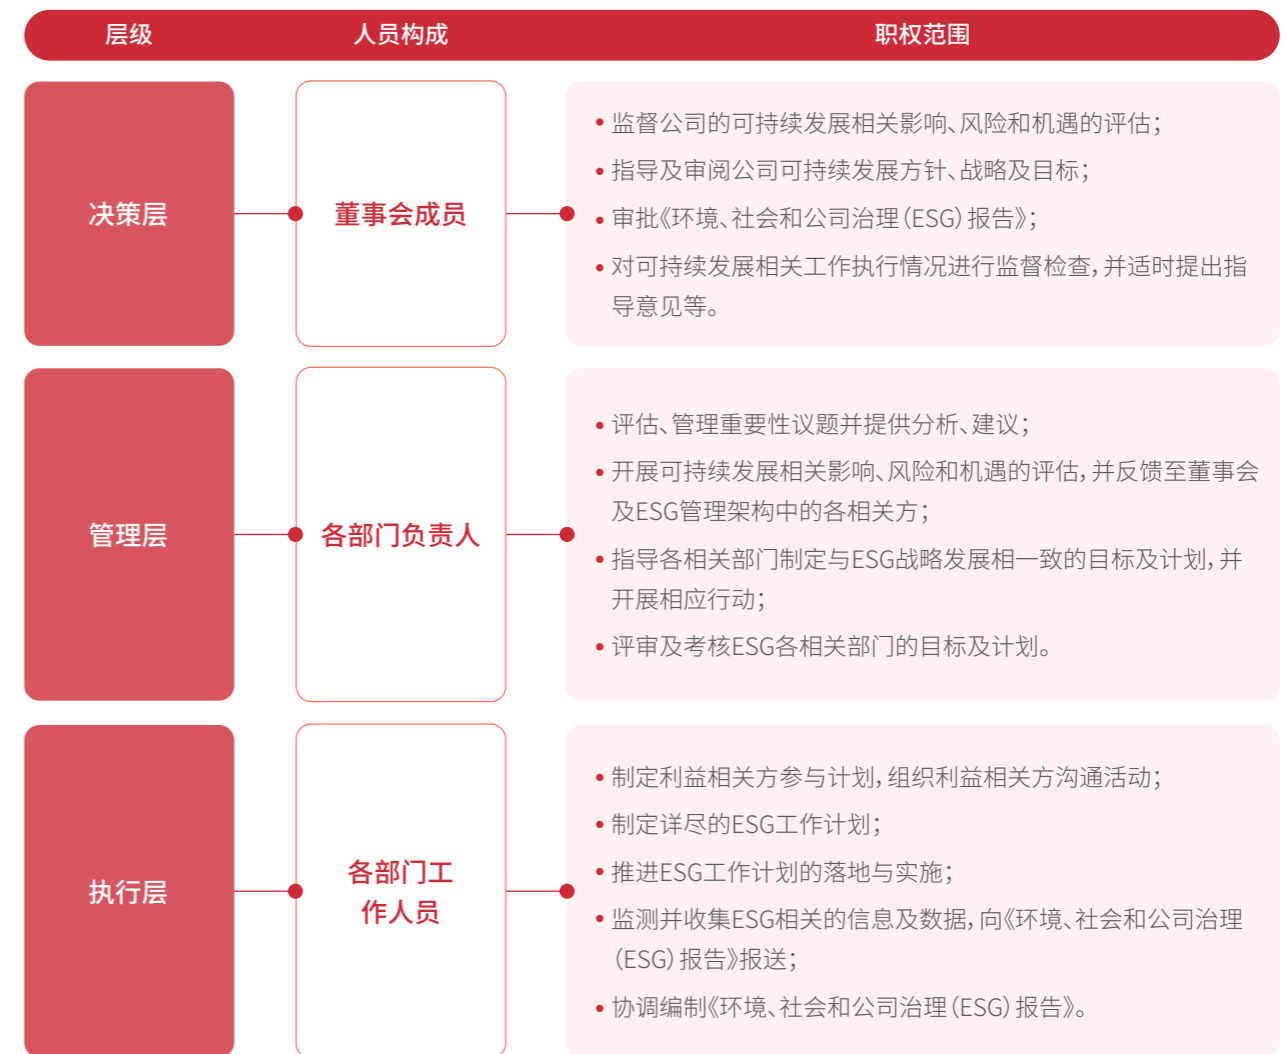 层级 人员构成 职权范围
决策层
董事会成员
• 监督公司的可持续发展相关影响、风险和机遇的评估；
• 指导及审阅公司可持续发展方针、战略及目标；
• 审批《环境、社会和公司治理（ESG）报告》；
• 对可持续发展相关工作执行情况进行监督检查，并适时提出指
导意见等。
管理层
各部门负责人
• 评估、管理重要性议题并提供分析、建议；
• 开展可持续发展相关影响、风险和机遇的评估，并反馈至董事会
及ESG管理架构中的各相关方；
• 指导各相关部门制定与ESG战略发展相一致的目标及计划，并
开展相应行动；
• 评审及考核ESG各相关部门的目标及计划。
执行层
各部门工
作人员
• 制定利益相关方参与计划，组织利益相关方沟通活动；
• 制定详尽的ESG工作计划；
• 推进ESG工作计划的落地与实施；
• 监测并收集ESG相关的信息及数据，向《环境、社会和公司治理
（ESG）报告》报送；
• 协调编制《环境、社会和公司治理（ESG）报告》。